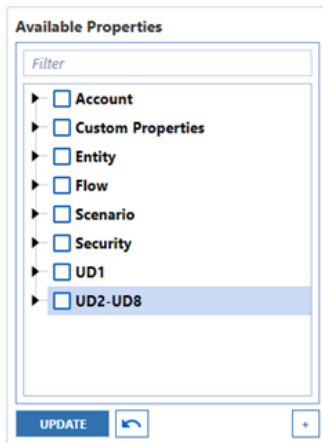 Available Properties
Filter
Account
Custom Properties
Entity
Flow
Scenario
Security
UD1
UD2-UD8
UPDATE
+